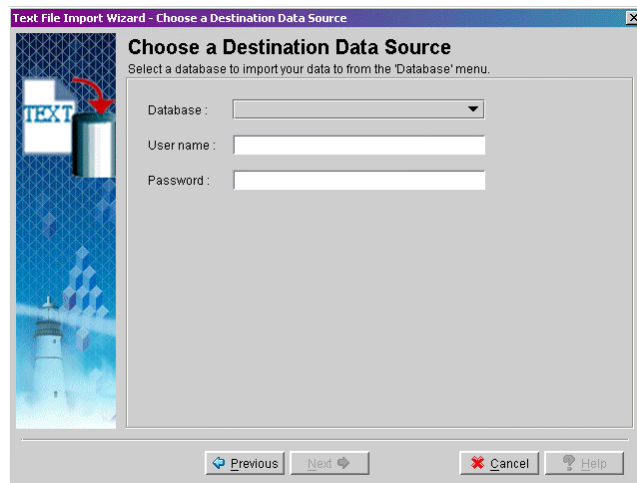 Text File Import Wizard - Choose a Destination Data Source
Choose a Destination Data Source
Select a database to import your data to from the 'Database' menu.
TEXT
Database :
User name :
Password :
Previous
Next
Cancel
Help